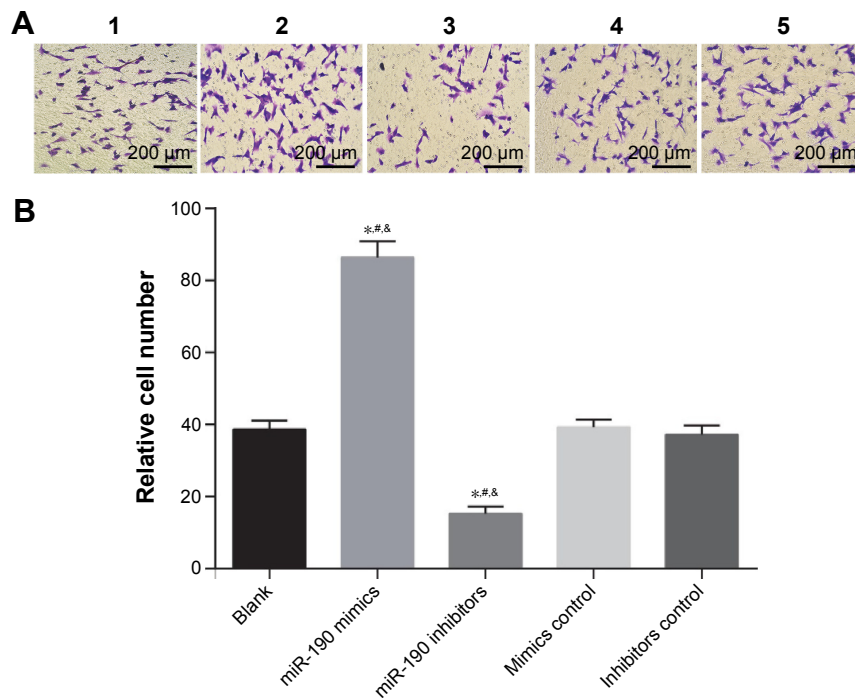 A
1 2 3 4 5
200 µm 200 µm 200 µm 200 µm 200 µm
B
Relative cell number
100
80
60
40
20
0
*,#,&
*,#,&
Blank
miR-190 mimics
miR-190 inhibitors
Mimics control
Inhibitors control